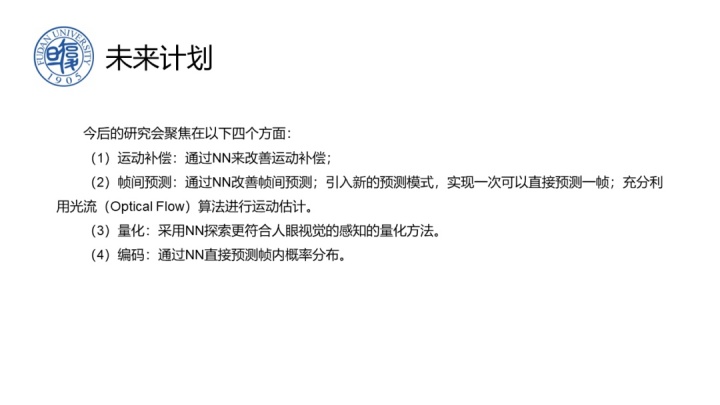 FUDAN UNIVERSITY
1905
未来计划
今后的研究会聚焦在以下四个方面：
（1）运动补偿：通过NN来改善运动补偿；
（2）帧间预测：通过NN改善帧间预测；引入新的预测模式，实现一次可以直接预测一帧；充分利
用光流（Optical Flow）算法进行运动估计。
（3）量化：采用NN探索更符合人眼视觉的感知的量化方法。
（4）编码：通过NN直接预测帧内概率分布。